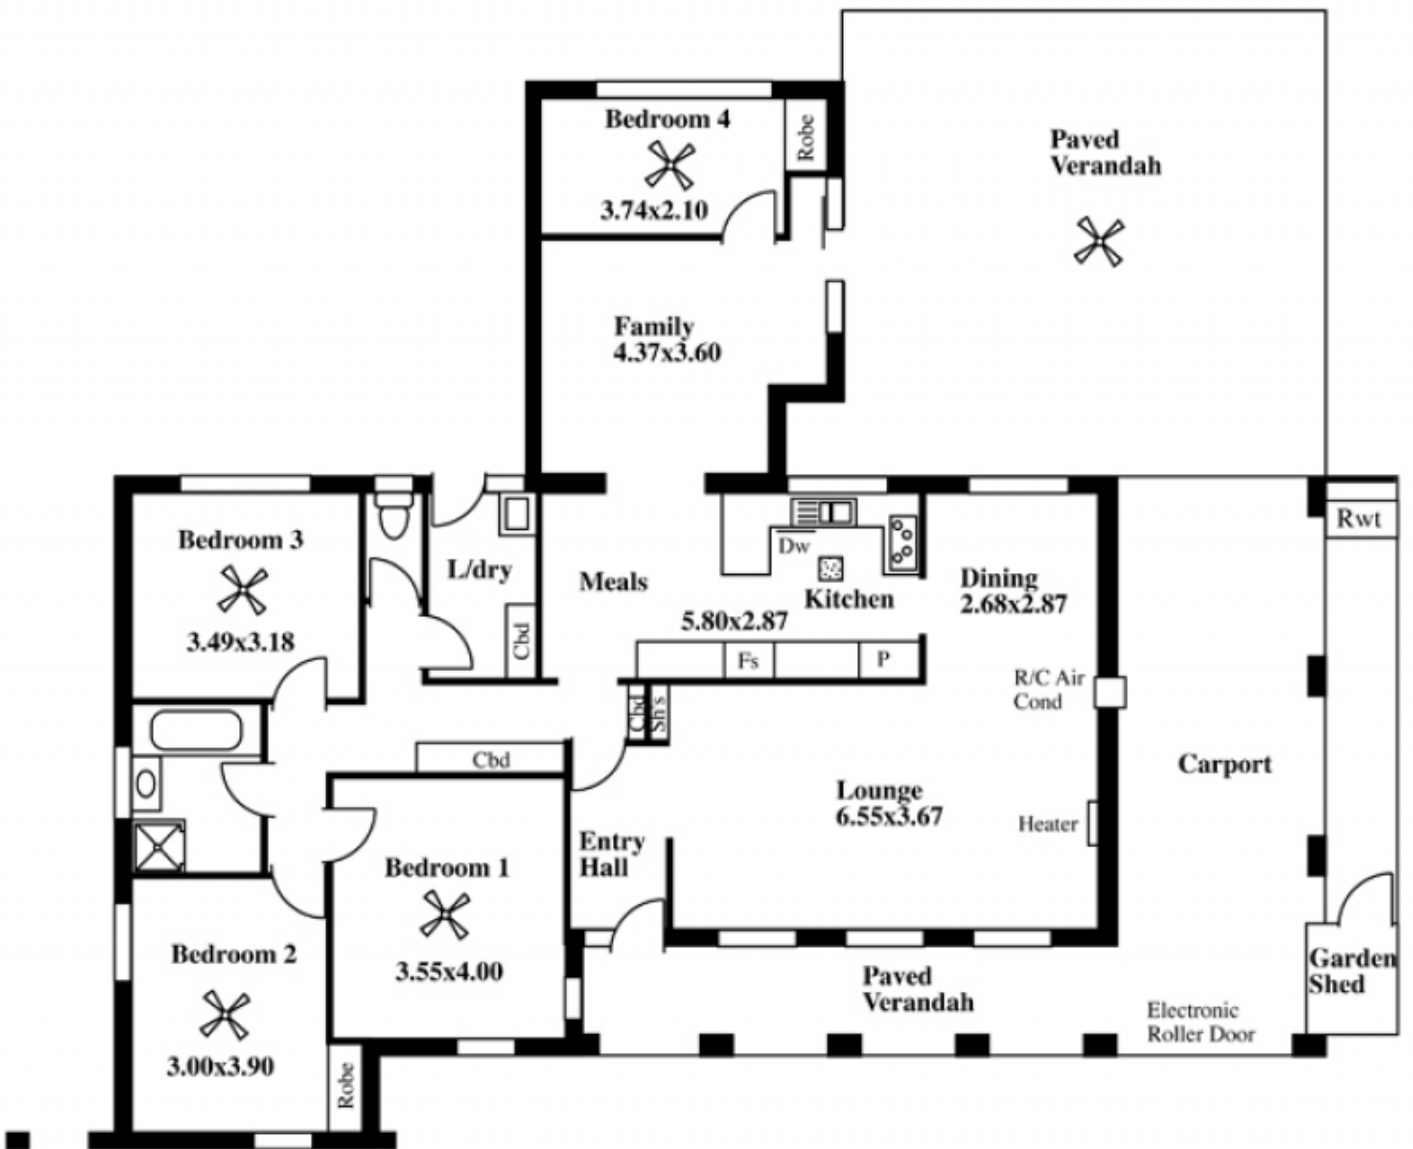 Bedroom 4
3.74x2.10
Robe
Paved
Verandah
Family
4.37x3.60
Bedroom 3
3.49x3.18
L/dry
Cbd
Meals
Dw
Kitchen
5.80x2.87
Fs
P
Dining
2.68x2.87
Rwt
R/C Air
Cond
Cbd
Sh's
Cbd
Carport
Lounge
6.55x3.67
Heater
Entry
Hall
Bedroom 1
3.55x4.00
Bedroom 2
3.00x3.90
Robe
Paved
Verandah
Electronic
Roller Door
Garden
Shed